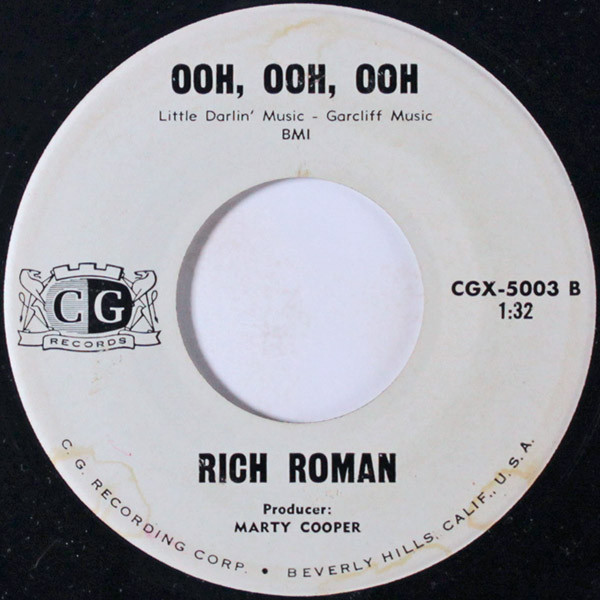 OOH, OOH, OOH
Little Darlin' Music - Garcliff Music
BMI
C G
RECORDS
CGX-5003 B
1:32
RICH ROMAN
Producer:
MARTY COOPER
C. G. RECORDING CORP. • BEVERLY HILLS, CALIF., U. S. A.